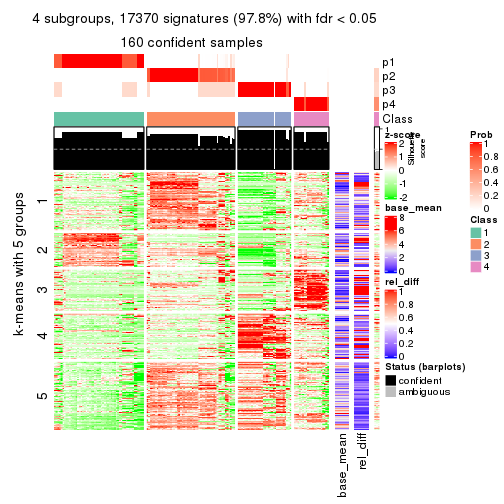 4 subgroups, 17370 signatures (97.8%) with fdr < 0.05
160 confident samples
p1
p2
p3
p4
Class
1
Silhouette
score
z-score
2
1
0
-1
-2
base_mean
8
6
4
2
0
rel_diff
1
0.8
0.6
0.4
0.2
0
Status (barplots)
confident
ambiguous
Prob
1
0.8
0.6
0.4
0.2
0
Class
1
2
3
4
k-means with 5 groups
1
2
3
4
5
base_mean
rel_diff